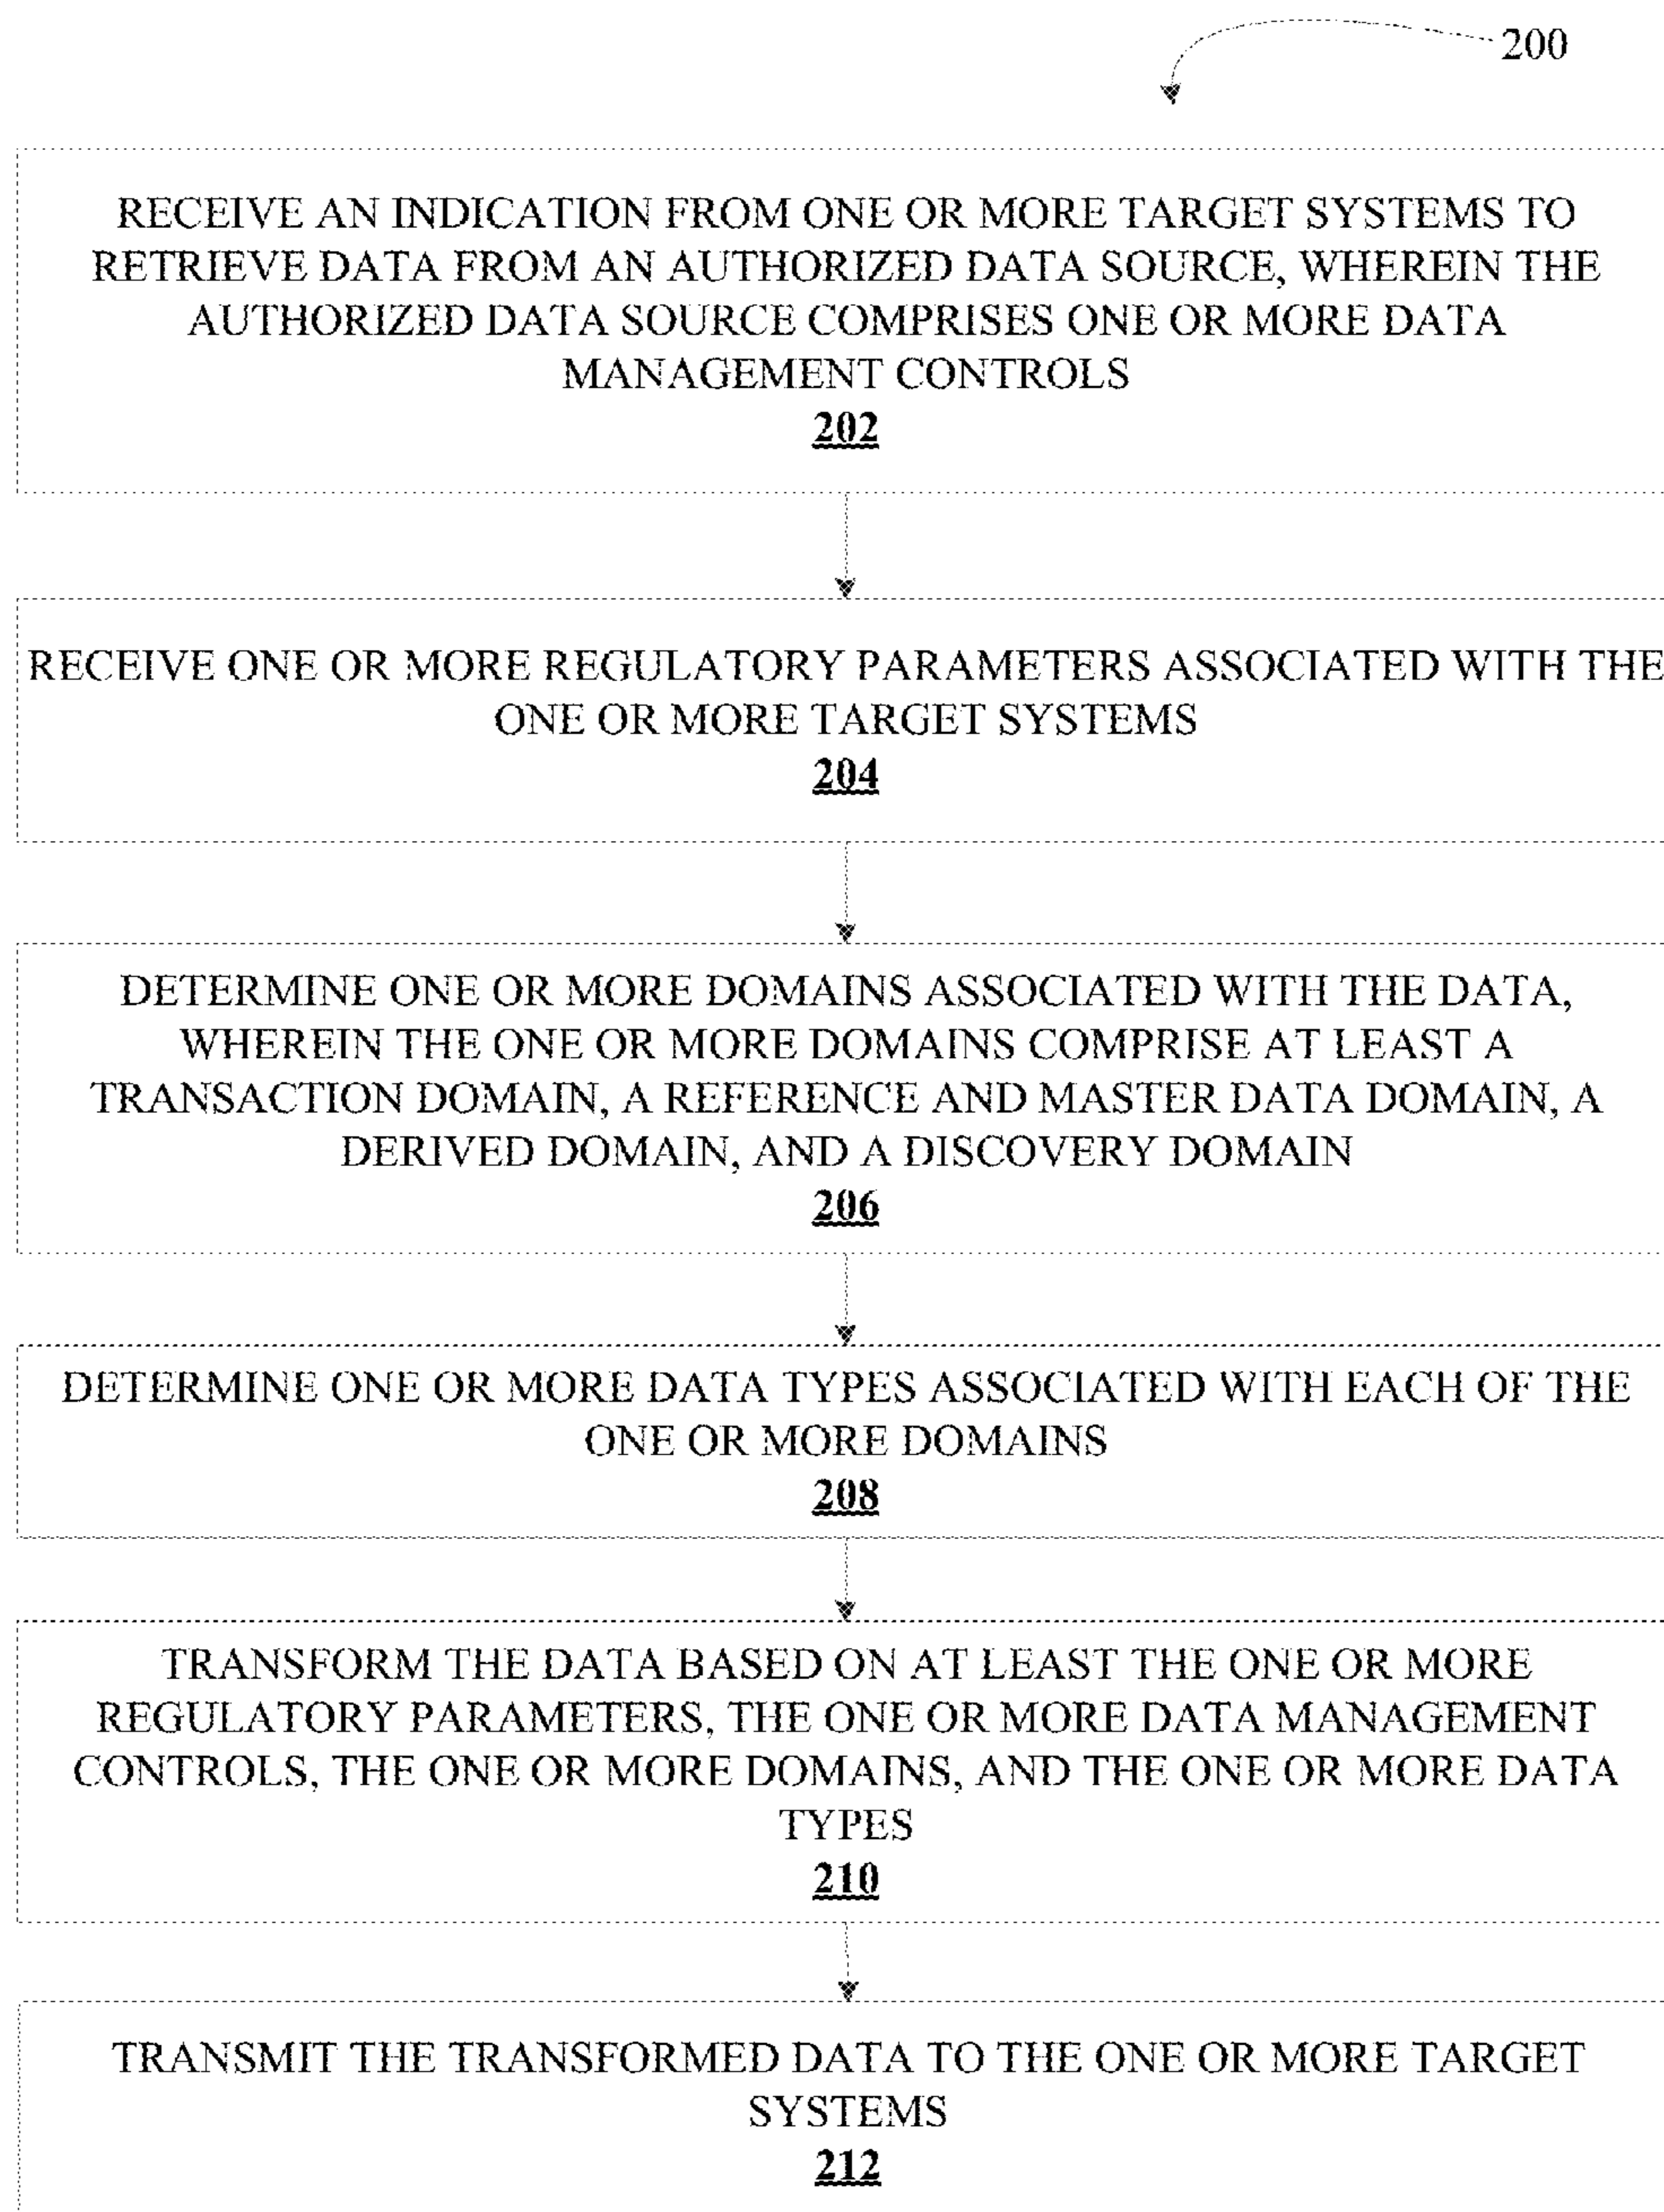 200
RECEIVE AN INDICATION FROM ONE OR MORE TARGET SYSTEMS TO
RETRIEVE DATA FROM AN AUTHORIZED DATA SOURCE, WHEREIN THE
AUTHORIZED DATA SOURCE COMPRISES ONE OR MORE DATA
MANAGEMENT CONTROLS
202
RECEIVE ONE OR MORE REGULATORY PARAMETERS ASSOCIATED WITH THE
ONE OR MORE TARGET SYSTEMS
204
DETERMINE ONE OR MORE DOMAINS ASSOCIATED WITH THE DATA,
WHEREIN THE ONE OR MORE DOMAINS COMPRISE AT LEAST A
TRANSACTION DOMAIN, A REFERENCE AND MASTER DATA DOMAIN, A
DERIVED DOMAIN, AND A DISCOVERY DOMAIN
206
DETERMINE ONE OR MORE DATA TYPES ASSOCIATED WITH EACH OF THE
ONE OR MORE DOMAINS
208
TRANSFORM THE DATA BASED ON AT LEAST THE ONE OR MORE
REGULATORY PARAMETERS, THE ONE OR MORE DATA MANAGEMENT
CONTROLS, THE ONE OR MORE DOMAINS, AND THE ONE OR MORE DATA
TYPES
210
TRANSMIT THE TRANSFORMED DATA TO THE ONE OR MORE TARGET
SYSTEMS
212